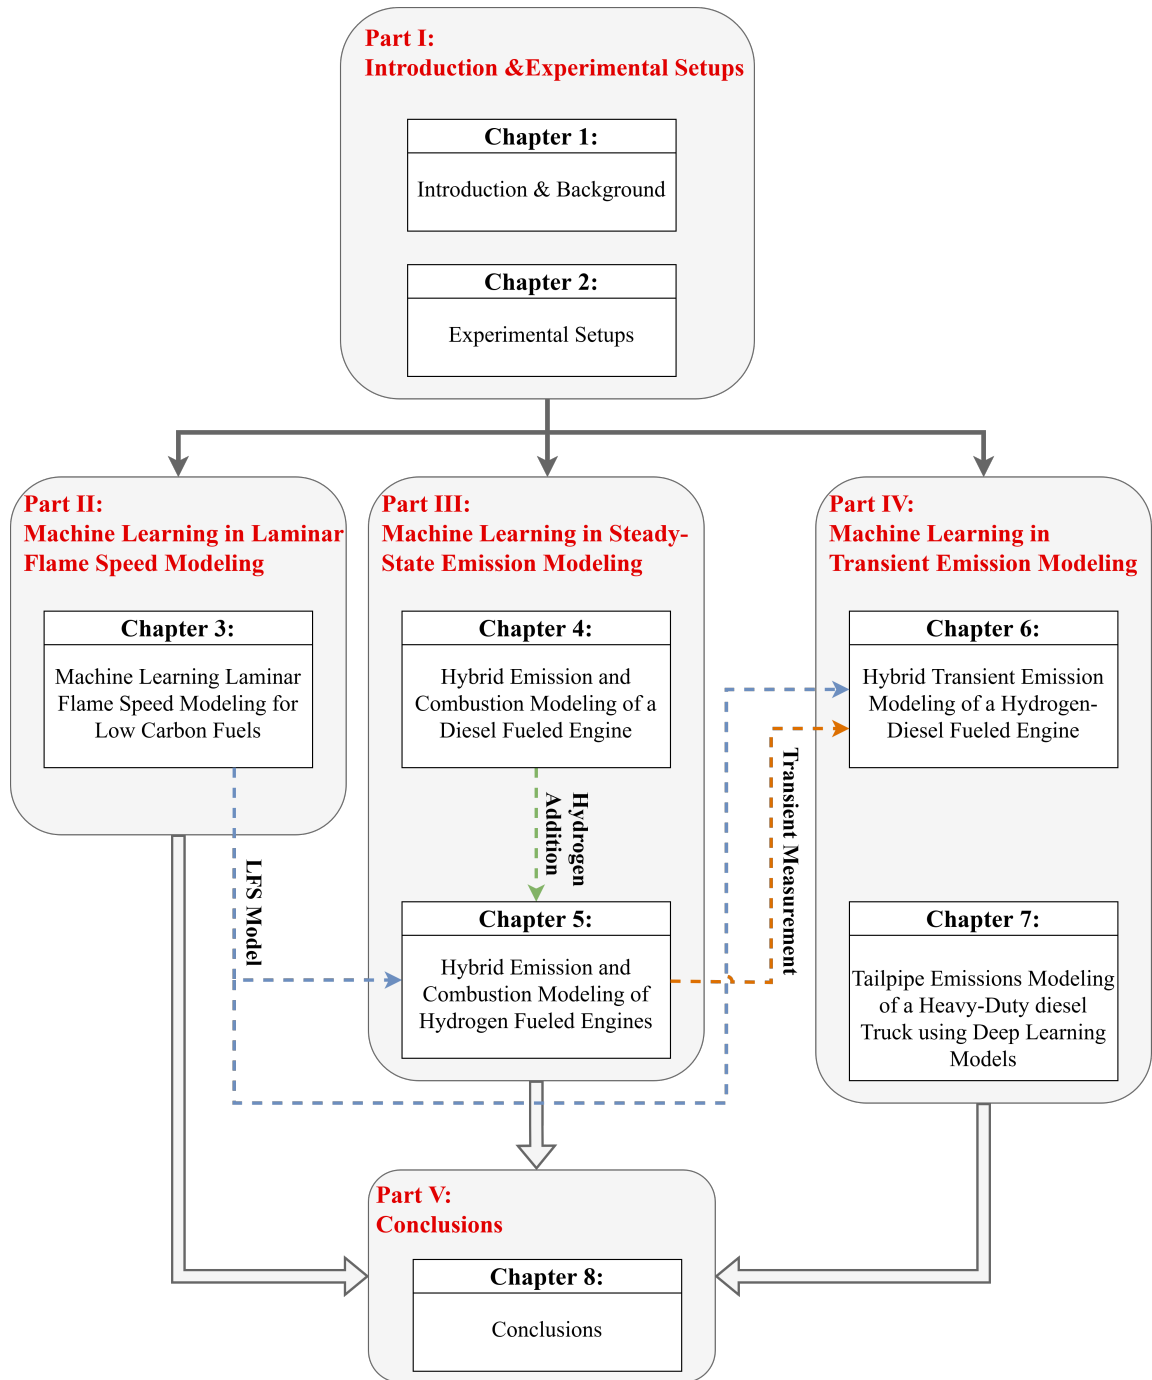 Part I:
Introduction &Experimental Setups
Chapter 1:
Introduction & Background
Chapter 2:
Experimental Setups
Part II:
Machine Learning in Laminar
Flame Speed Modeling
Chapter 3:
Machine Learning Laminar
Flame Speed Modeling for
Low Carbon Fuels
LFS Model
Part III:
Machine Learning in Steady-
State Emission Modeling
Chapter 4:
Hybrid Emission and
Combustion Modeling of a
Diesel Fueled Engine
Hydrogen
Addition
Chapter 5:
Hybrid Emission and
Combustion Modeling of
Hydrogen Fueled Engines
Transient Measurement
Part IV:
Machine Learning in
Transient Emission Modeling
Chapter 6:
Hybrid Transient Emission
Modeling of a Hydrogen-
Diesel Fueled Engine
Chapter 7:
Tailpipe Emissions Modeling
of a Heavy-Duty diesel
Truck using Deep Learning
Models
Part V:
Conclusions
Chapter 8:
Conclusions